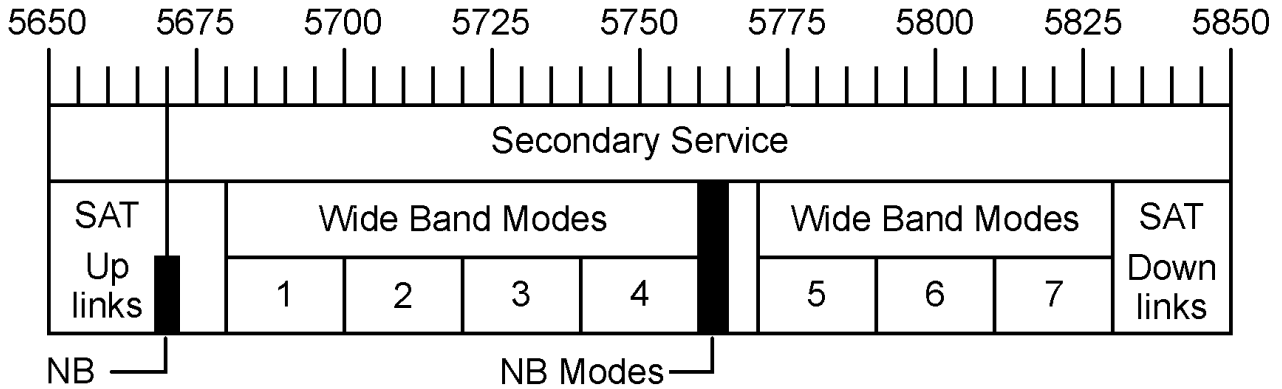 5650 5675 5700 5725 5750 5775 5800 5825 5850
Secondary Service
SAT Wide Band Modes Wide Band Modes SAT
Up Down
links 1 2 3 4 5 6 7 links
NB NB Modes